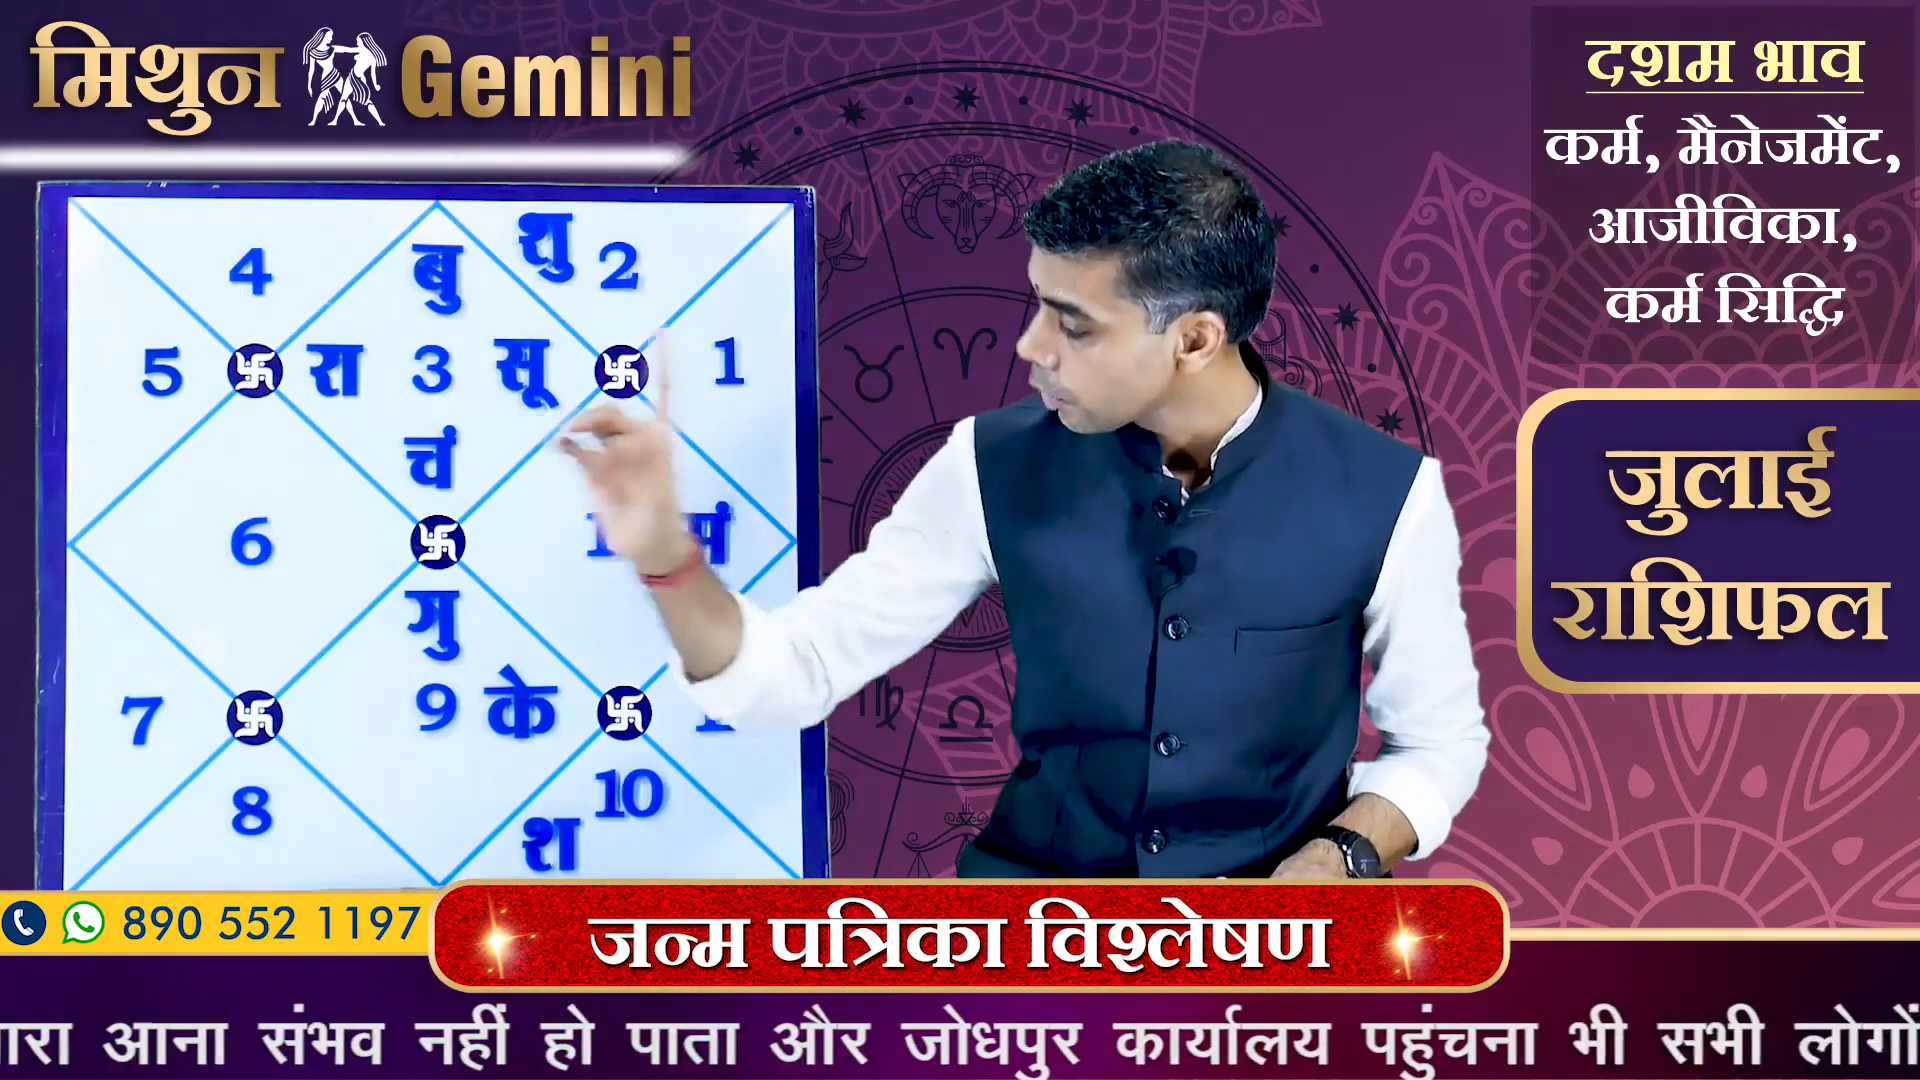 मिथुन Gemini
दशम भाव
कर्म, मैनेजमेंट,
आजीविका,
कर्म सिद्धि
जुलाई
राशिफल
4 बु शु 2
5 रा 3 सू 1
चं
6
गु
7 9 के
8 10
श
890 552 1197
जन्म पत्रिका विश्लेषण
आना संभव नहीं हो पाता और जोधपुर कार्यालय पहुंचना भी सभी लोगों